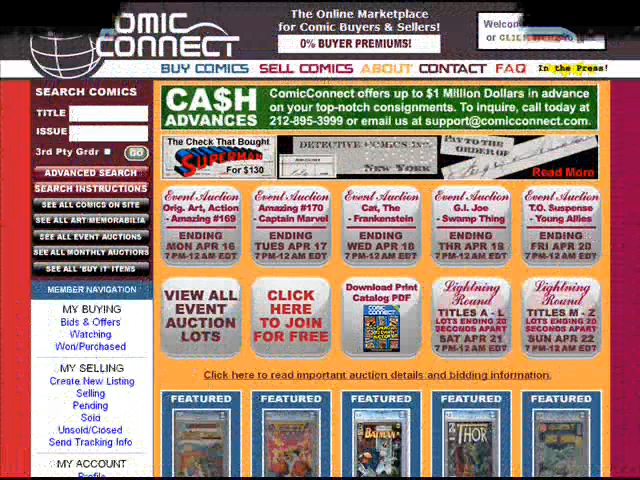 COMIC
CONNECT
The Online Marketplace
for Comic Buyers & Sellers!
0% BUYER PREMIUMS!
BUY COMICS SELL COMICS ABOUT CONTACT FAQ In the Press!
SEARCH COMICS
TITLE
ISSUE
3rd Pty Grdr GO
ADVANCED SEARCH
SEARCH INSTRUCTIONS
SEE ALL COMICS ON SITE
SEE ALL ART/MEMORABILIA
SEE ALL EVENT AUCTIONS
SEE ALL MONTHLY AUCTIONS
SEE ALL 'BUY IT' ITEMS
MEMBER NAVIGATION
MY BUYING
Bids & Offers
Watching
Won/Purchased
MY SELLING
Create New Listing
Selling
Pending
Sold
Unsold/Closed
Send Tracking Info
MY ACCOUNT
Profile
CA$H
ADVANCES
ComicConnect offers up to $1 Million Dollars in advance
on your top-notch consignments. To inquire, call today at
212-895-3999 or email us at support@comicconnect.com.
The Check That Bought
SUPERMAN
For $130
DETECTIVE COMICS INC.
NEW YORK
PAY TO THE
ORDER OF
Read More
Event Auction
Orig. Art, Action
- Amazing #169
ENDING
MON APR 16
7 PM-12 AM EDT
Event Auction
Amazing #170
- Captain Marvel
ENDING
TUES APR 17
7 PM-12 AM EDT
Event Auction
Cat, The
- Frankenstein
ENDING
WED APR 18
7 PM-12 AM EDT
Event Auction
G.I. Joe
- Swamp Thing
ENDING
THR APR 19
7 PM-12 AM EDT
Event Auction
T.O. Suspense
- Young Allies
ENDING
FRI APR 20
7 PM-12 AM EDT
VIEW ALL
EVENT
AUCTION
LOTS
CLICK
HERE
TO JOIN
FOR FREE
Download Print
Catalog PDF
Lightning
Round
TITLES A - L
LOTS ENDING 20
SECONDS APART
SAT APR 21
7 PM-12 AM EDT
Lightning
Round
TITLES M - Z
LOTS ENDING 20
SECONDS APART
SUN APR 22
7 PM-12 AM EDT
Click here to read important auction details and bidding information.
FEATURED FEATURED FEATURED FEATURED FEATURED
BATMAN
THOR